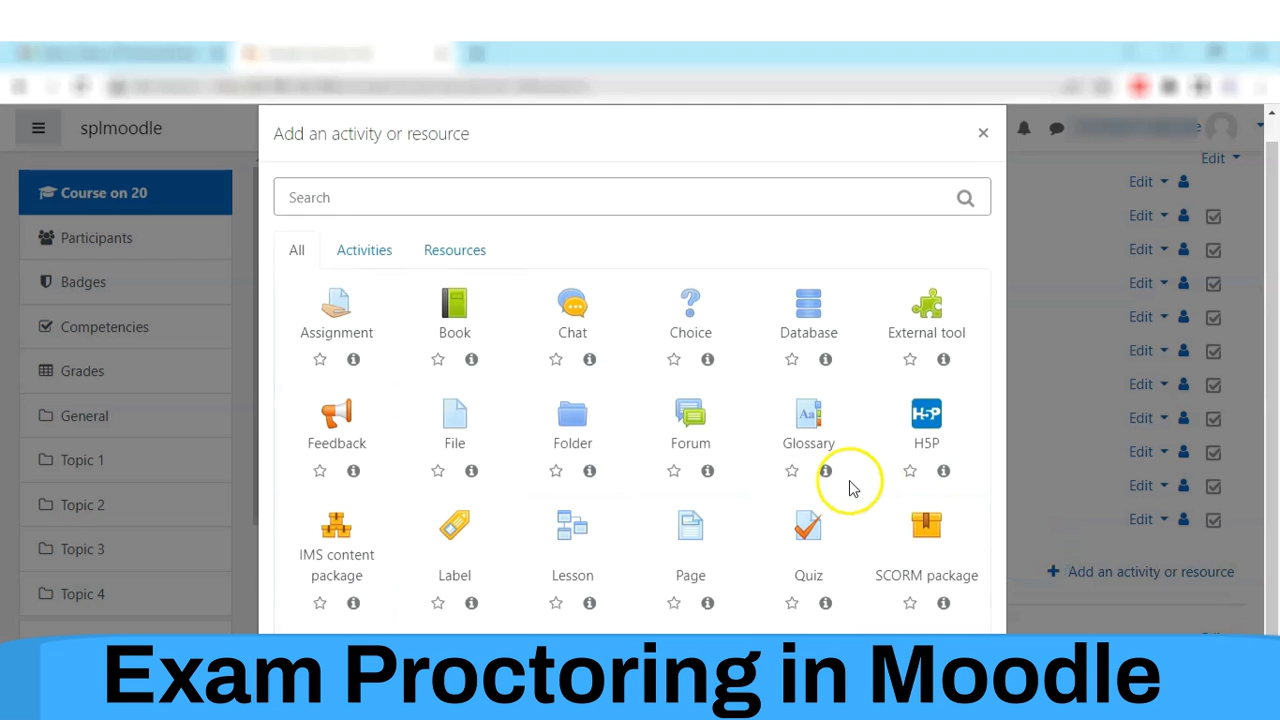 splmoodle
Add an activity or resource
×
Edit
Search
Course on 20
Participants
Badges
Competencies
Grades
General
Topic 1
Topic 2
Topic 3
Topic 4
All Activities Resources
Assignment Book Chat Choice Database External tool
Feedback File Folder Forum Glossary H5P
Aa
H5P
IMS content
package Label Lesson Page Quiz SCORM package
Edit
Edit
Edit
Edit
Edit
Edit
Edit
Edit
Edit
Edit
Edit
+ Add an activity or resource
Exam Proctoring in Moodle